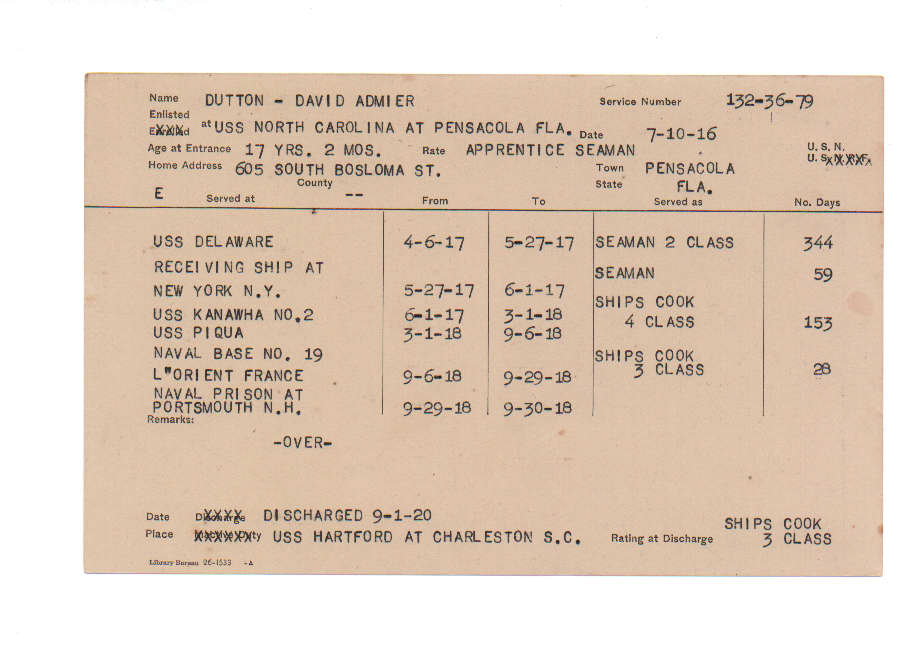 Name DUTTON - DAVID ADMIER Service Number 132-36-79
Enlisted
at USS NORTH CAROLINA AT PENSACOLA FLA. Date 7-10-16
Age at Entrance 17 YRS. 2 MOS. Rate APPRENTICE SEAMAN U. S. N.
Home Address 605 SOUTH BOSLOMA ST. Town PENSACOLA
County -- State FLA.
E Served at From To Served as No. Days
USS DELAWARE 4-6-17 5-27-17 SEAMAN 2 CLASS 344
RECEIVING SHIP AT SEAMAN 59
NEW YORK N.Y. 5-27-17 6-1-17
SHIPS COOK
USS KANAWHA NO.2 6-1-17 3-1-18 4 CLASS 153
USS PIQUA 3-1-18 9-6-18
NAVAL BASE NO. 19 SHIPS COOK
L"ORIENT FRANCE 9-6-18 9-29-18 3 CLASS 28
NAVAL PRISON AT
PORTSMOUTH N.H. 9-29-18 9-30-18
Remarks:
-OVER-
Date DISCHARGED 9-1-20 SHIPS COOK
Place USS HARTFORD AT CHARLESTON S.C. Rating at Discharge 3 CLASS
Library Bureau 26-1533 -A